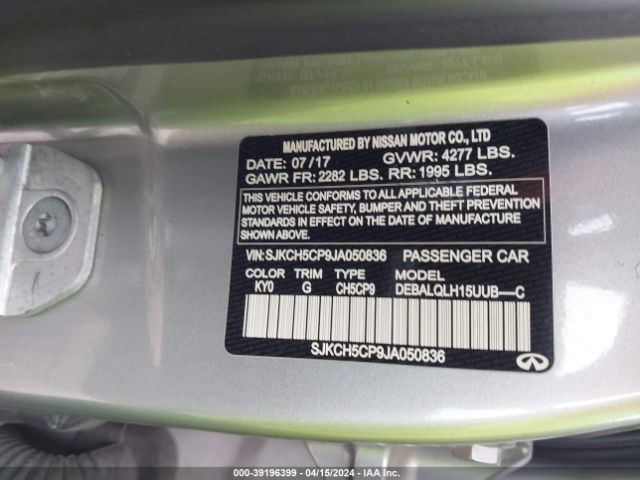 MANUFACTURED BY NISSAN MOTOR CO., LTD
DATE: 07/17 GVWR: 4277 LBS.
GAWR FR: 2282 LBS. RR: 1995 LBS.
THIS VEHICLE CONFORMS TO ALL APPLICABLE FEDERAL
MOTOR VEHICLE SAFETY, BUMPER AND THEFT PREVENTION
STANDARDS IN EFFECT ON THE DATE OF MANUFACTURE
SHOWN ABOVE.
VIN:SJKCH5CP9JA050836 PASSENGER CAR
COLOR TRIM TYPE MODEL
KY0 G CH5CP9 DEBALQLH15UUB----C
SJKCH5CP9JA050836
000-39196399 / 04/15/2024 - IAA Inc.